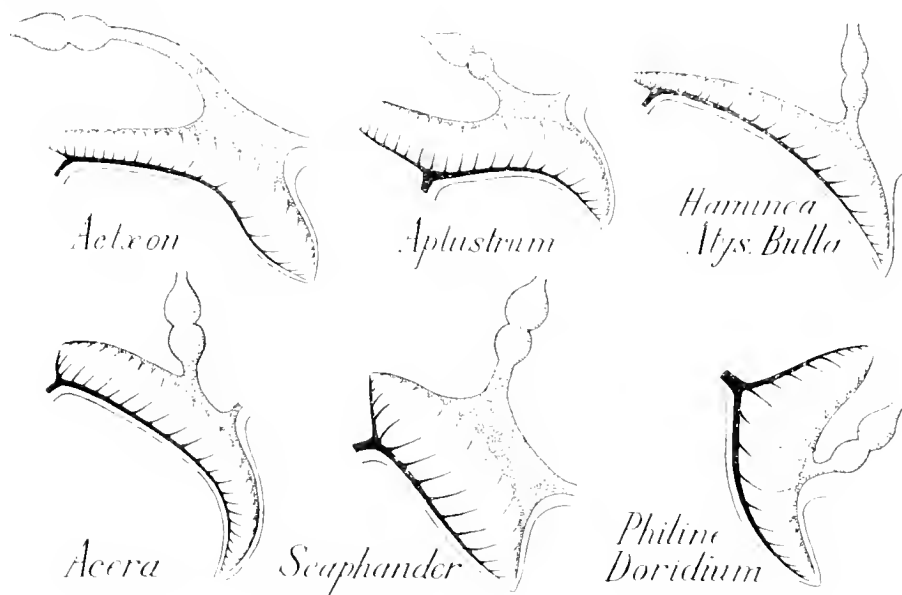 Actæon
Aplustrum
Haminea
Atys. Bulla
Acera
Scaphander
Philine
Doridium